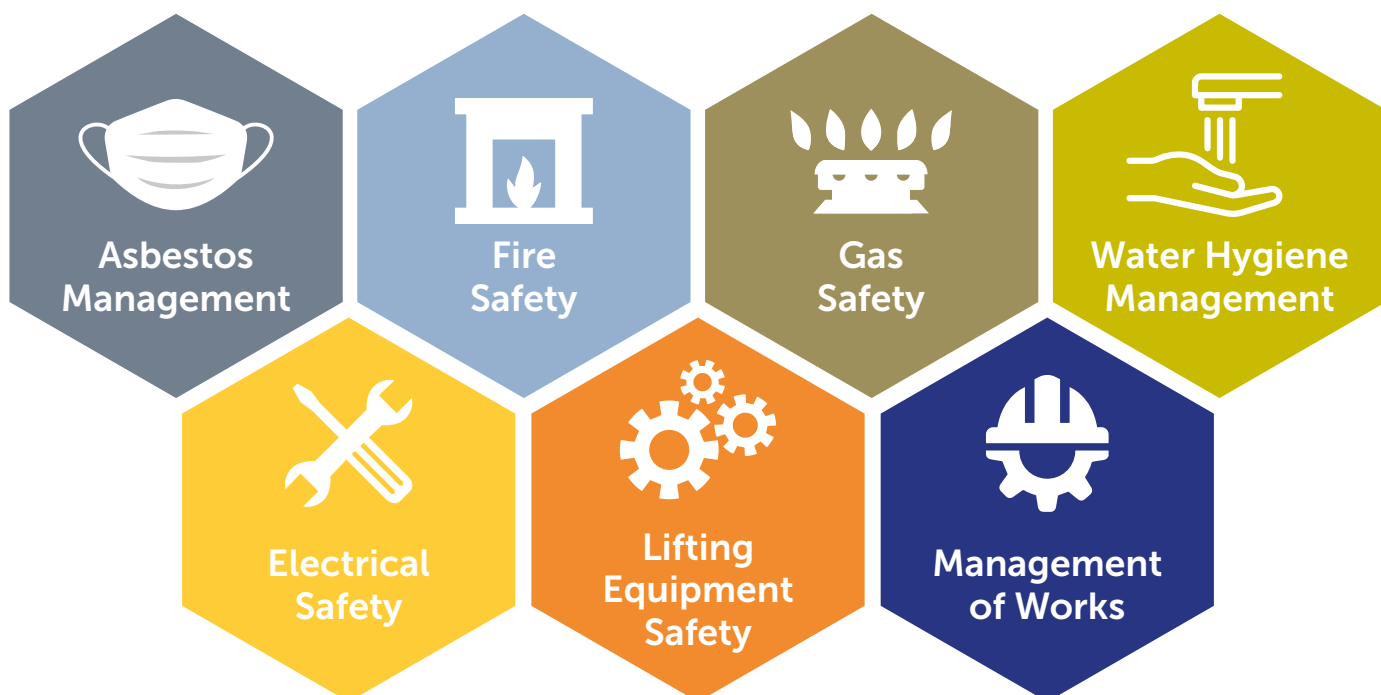 Asbestos
Management
Fire
Safety
Gas
Safety
Water Hygiene
Management
Electrical
Safety
Lifting
Equipment
Safety
Management
of Works